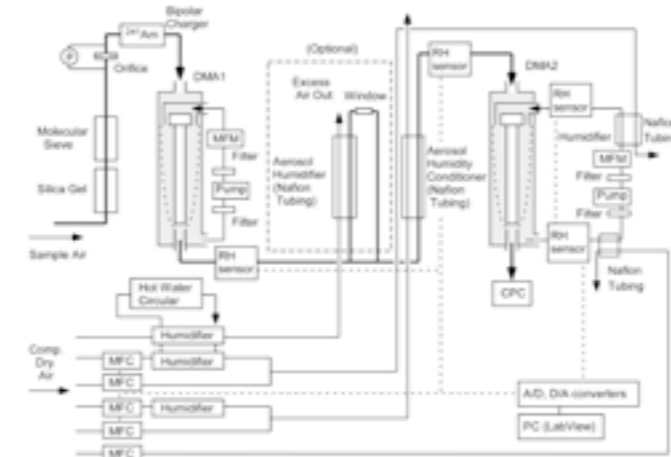 Bipolar
Charger
241Am
P
Orifice
DMA1
(Optional)
RH
sensor
DMA2
Excess
Air Out
Window
RH
sensor
Nafion
Tubing
Humidifier
Molecular
Sieve
MFM
Filter
Pump
Filter
Aerosol
Humidifier
(Nafion
Tubing)
Aerosol
Humidity
Conditioner
(Nafion
Tubing)
MFM
Filter
Pump
Filter
Silica Gel
Sample Air
RH
sensor
RH
sensor
Nafion
Tubing
CPC
Hot Water
Circular
Humidifier
Comp.
Dry
Air
MFC
Humidifier
MFC
MFC
Humidifier
MFC
MFC
A/D, D/A converters
PC (LabView)